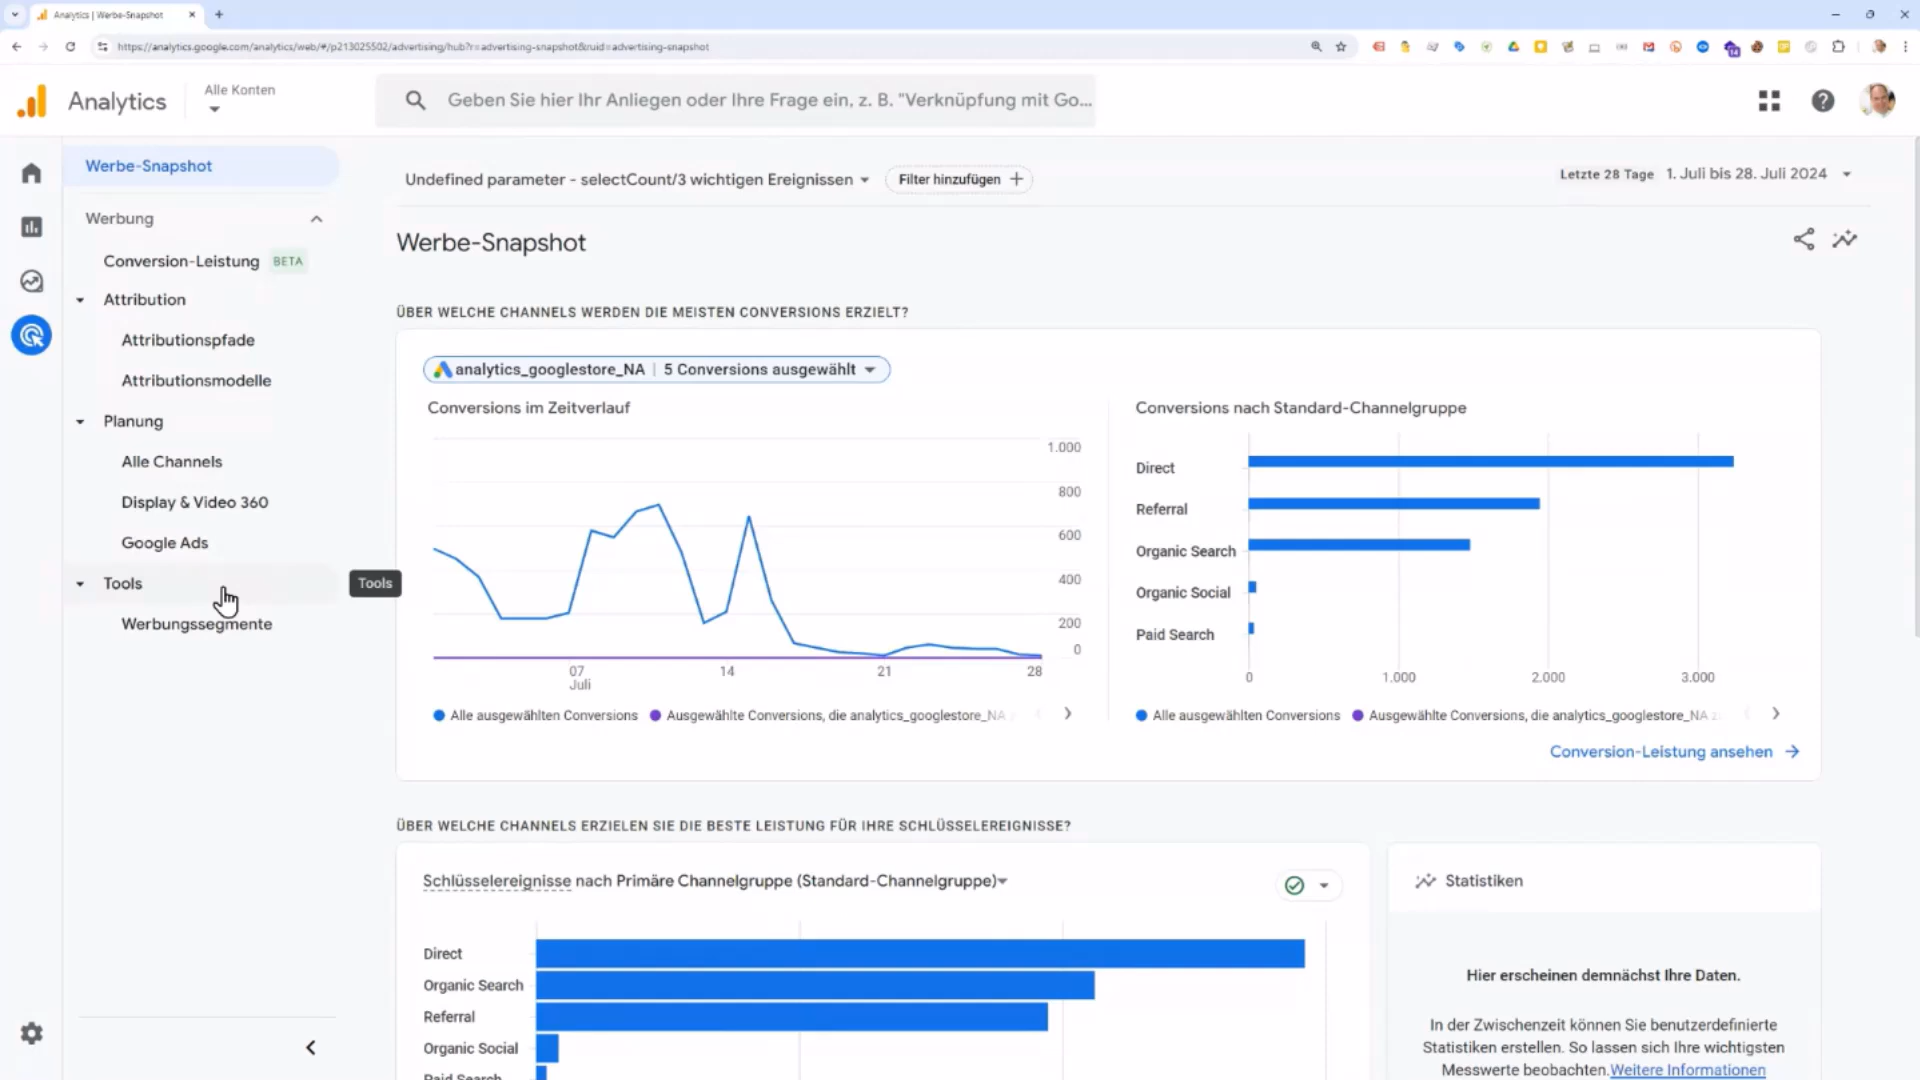 Analytics | Werbe-Snapshot
https://analytics.google.com/analytics/web/#/p213025502/advertising/hub?r=advertising-snapshot&ruid=advertising-snapshot
Analytics
Alle Konten
Geben Sie hier Ihr Anliegen oder Ihre Frage ein, z. B. "Verknüpfung mit Go...
Werbe-Snapshot
Werbung
Conversion-Leistung BETA
Attribution
Attributionspfade
Attributionsmodelle
Planung
Alle Channels
Display & Video 360
Google Ads
Tools
Werbungssegmente
Tools
Undefined parameter - selectCount/3 wichtigen Ereignissen
Filter hinzufügen
Letzte 28 Tage 1. Juli bis 28. Juli 2024
Werbe-Snapshot
ÜBER WELCHE CHANNELS WERDEN DIE MEISTEN CONVERSIONS ERZIELT?
analytics_googlestore_NA | 5 Conversions ausgewählt
Conversions im Zeitverlauf
1.000
800
600
400
200
0
07 14 21 28
Juli
Alle ausgewählten Conversions Ausgewählte Conversions, die analytics_googlestore_NA
Conversions nach Standard-Channelgruppe
Direct
Referral
Organic Search
Organic Social
Paid Search
0 1.000 2.000 3.000
Alle ausgewählten Conversions Ausgewählte Conversions, die analytics_googlestore_NA
Conversion-Leistung ansehen
ÜBER WELCHE CHANNELS ERZIELEN SIE DIE BESTE LEISTUNG FÜR IHRE SCHLÜSSELEREIGNISSE?
Schlüsselereignisse nach Primäre Channelgruppe (Standard-Channelgruppe)
Direct
Organic Search
Referral
Organic Social
Paid Search
Statistiken
Hier erscheinen demnächst Ihre Daten.
In der Zwischenzeit können Sie benutzerdefinierte
Statistiken erstellen. So lassen sich Ihre wichtigsten
Messwerte beobachten. Weitere Informationen